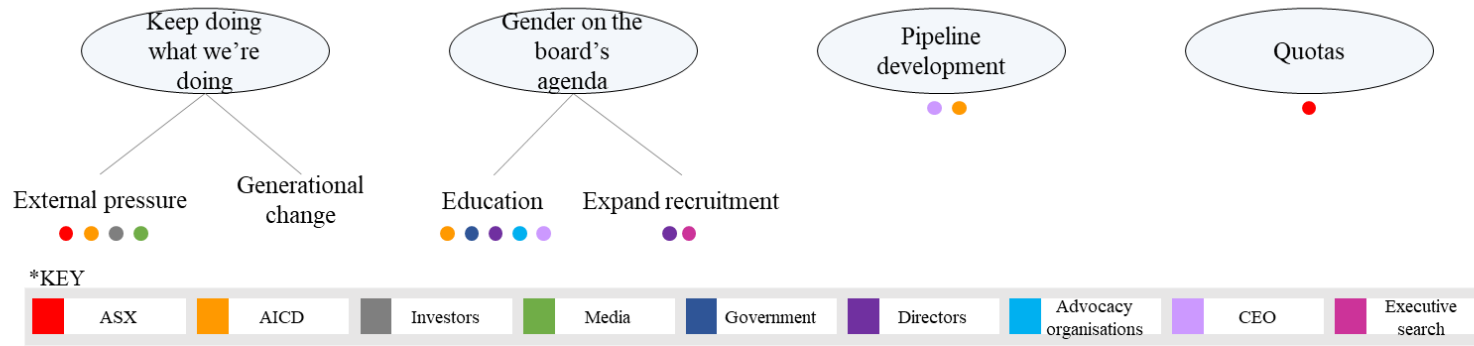 Keep doing
what we're
doing
Gender on the
board's
agenda
Pipeline
development
Quotas
External pressure
Generational
change
Education
Expand recruitment
*KEY
ASX
AICD
Investors
Media
Government
Directors
Advocacy
organisations
CEO
Executive
search